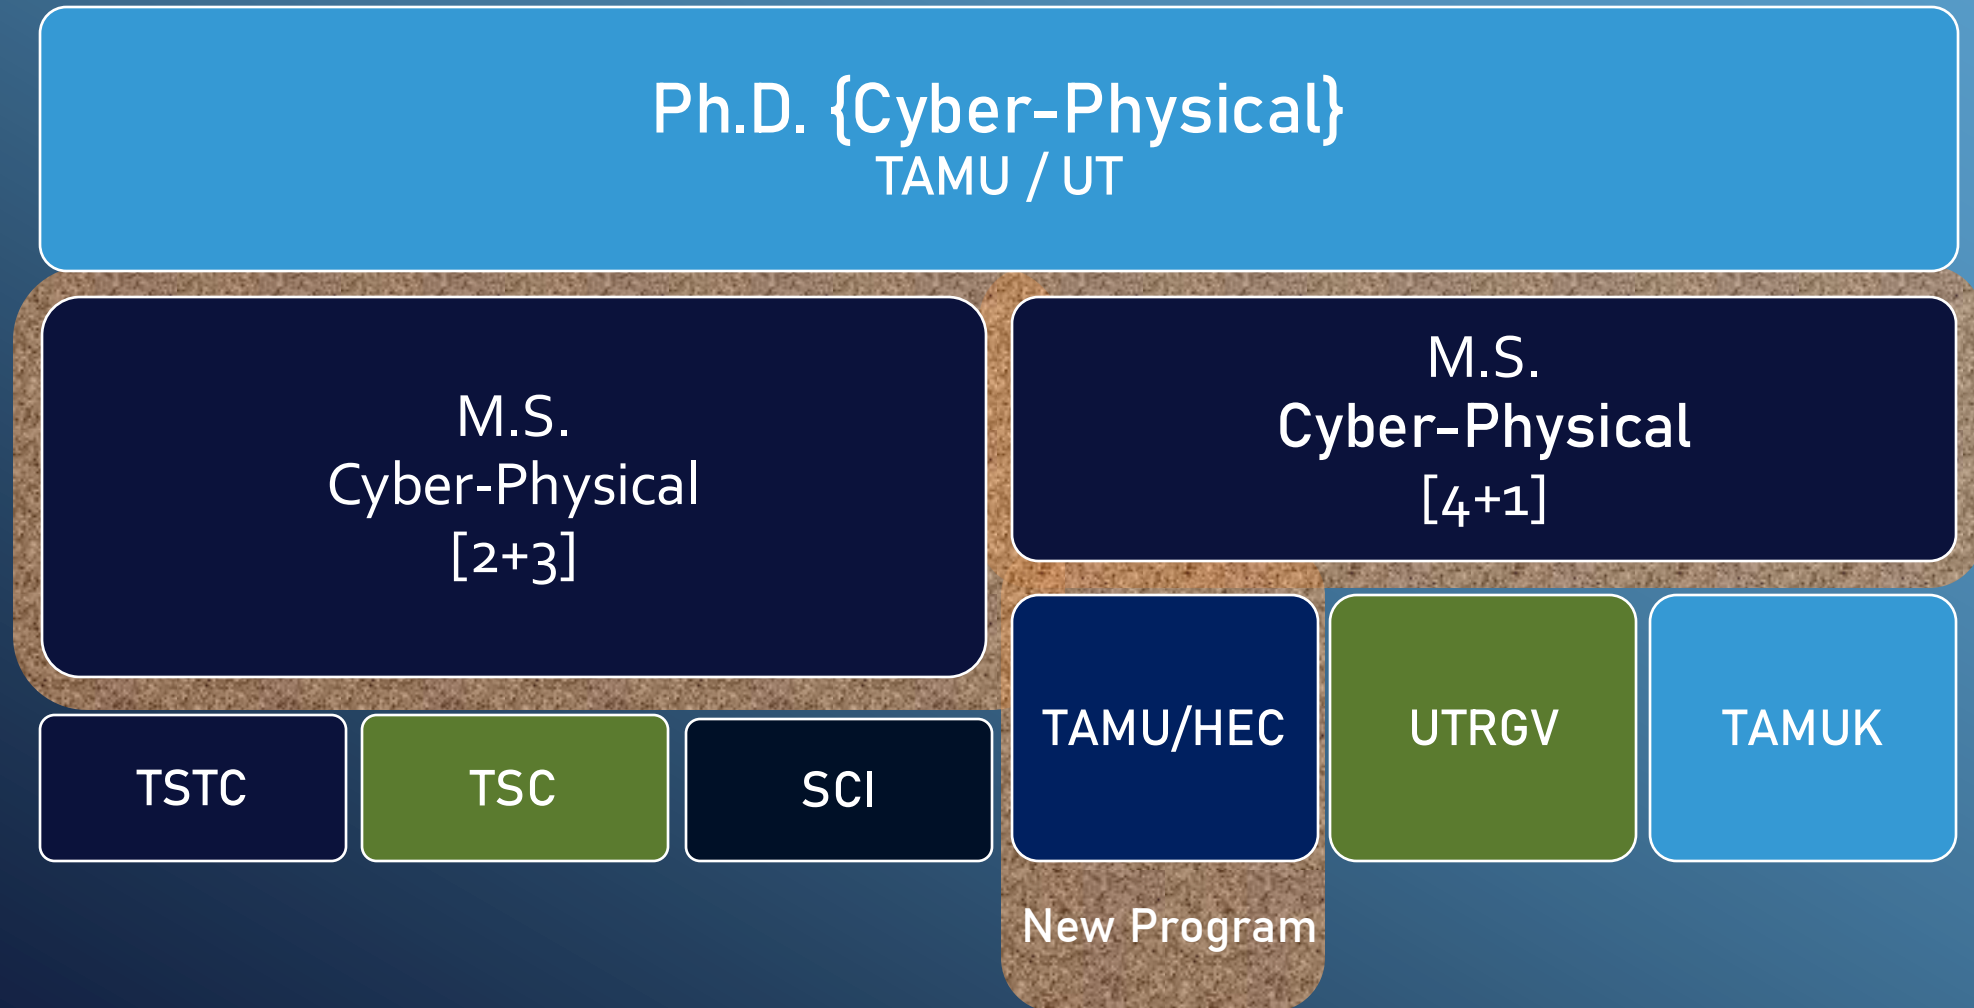 Ph.D. {Cyber-Physical}
TAMU / UT
M.S.
Cyber-Physical
[2+3]
M.S.
Cyber-Physical
[4+1]
TSTC
TSC
SCI
TAMU/HEC
UTRGV
TAMUK
New Program